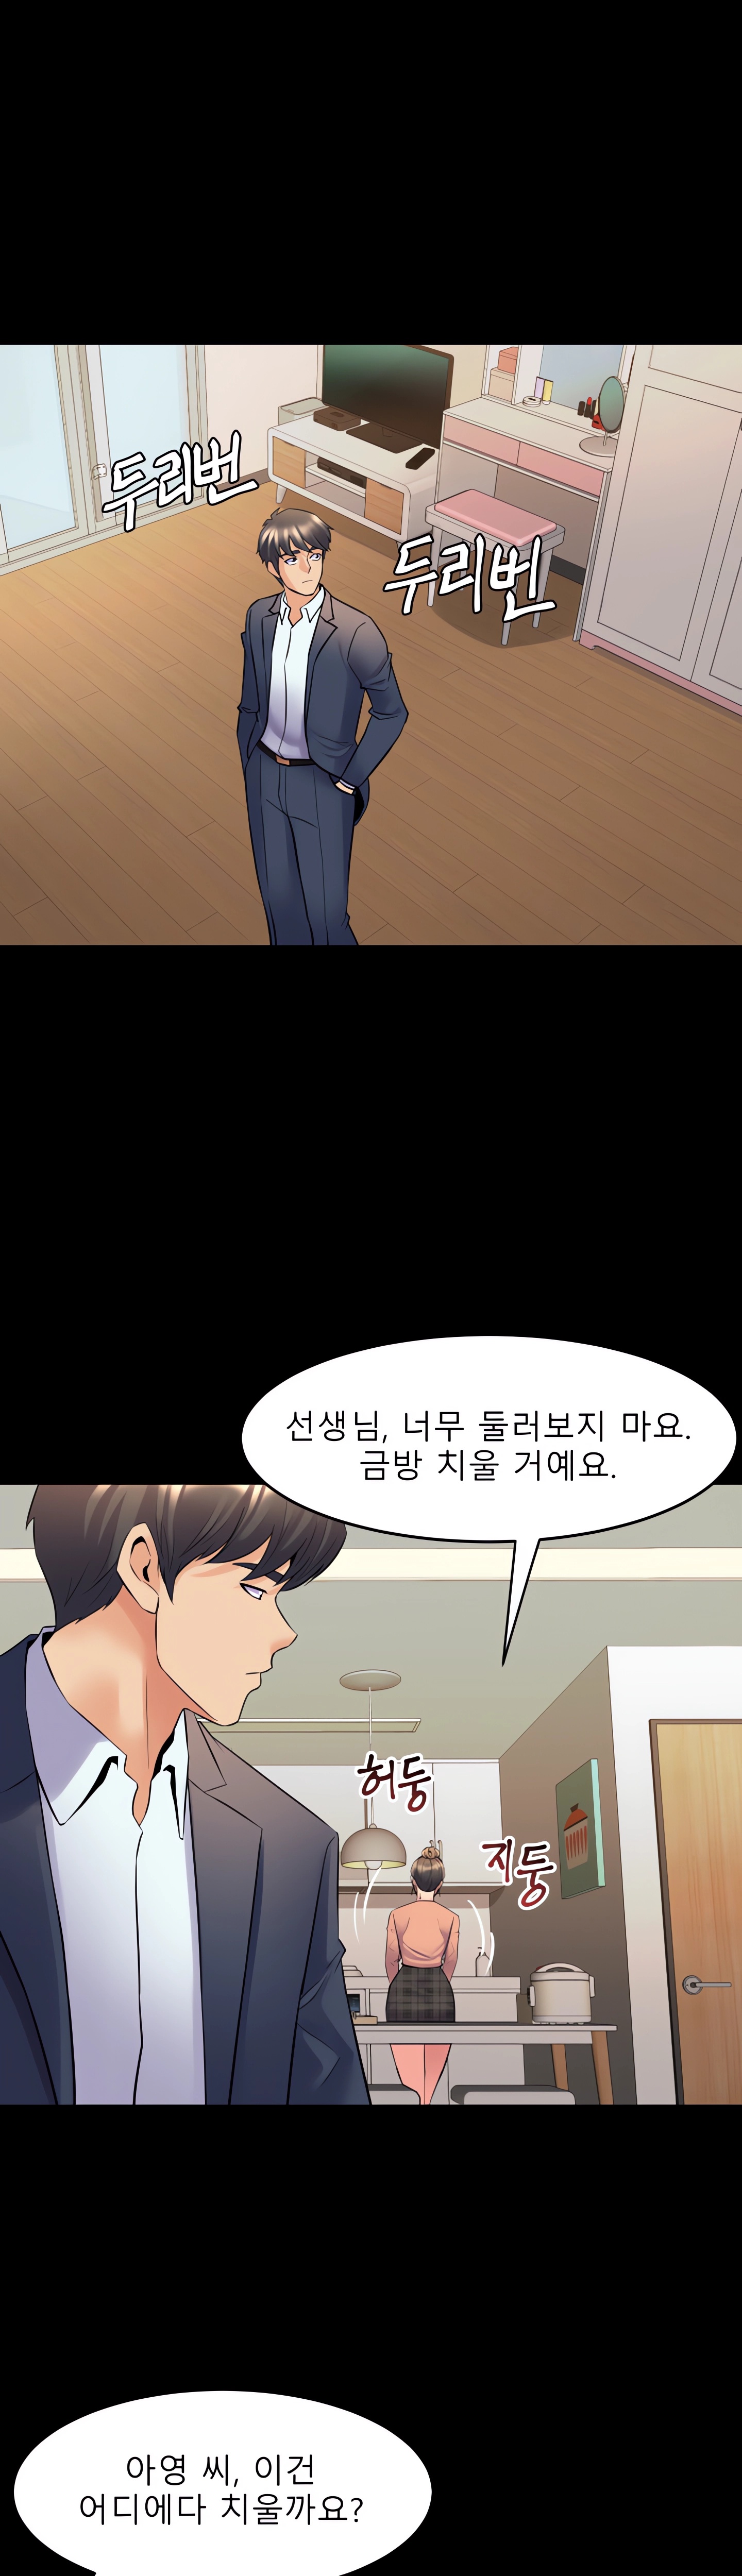 두리번
두리번
선생님, 너무 둘러보지 마요.
금방 치울 거예요.
허둥
지둥
아영 씨, 이건
어디에다 치울까요?